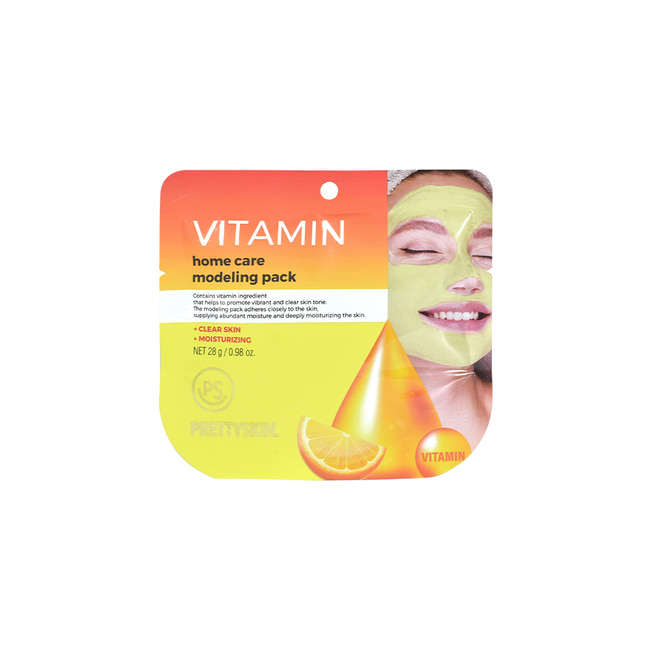 VITAMIN
home care
modeling pack
Contains vitamin ingredient
that helps to promote vibrant and clear skin tone.
The modeling pack adheres closely to the skin,
supplying abundant moisture and deeply moisturizing the skin.
+ CLEAR SKIN
+ MOISTURIZING
NET 28 g / 0.98 oz.
PS
PRETTYSKIN
VITAMIN